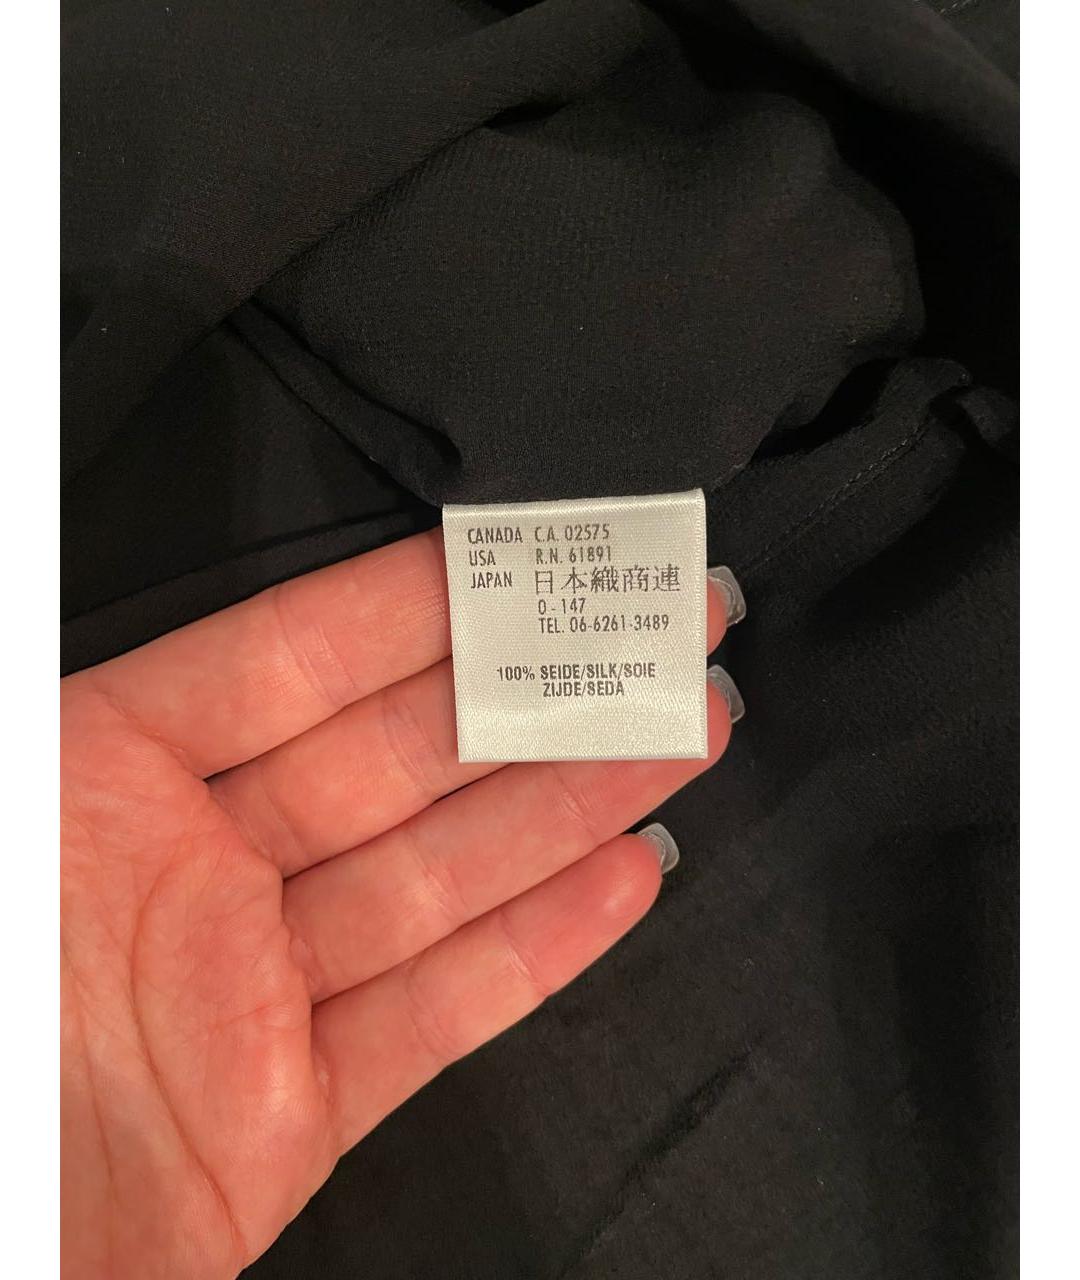 CANADA C.A. 02575
USA R.N. 61891
JAPAN 日本織商連
0-147
TEL. 06-6261-3489
100% SEIDE/SILK/SOIE
ZIJDE/SEDA